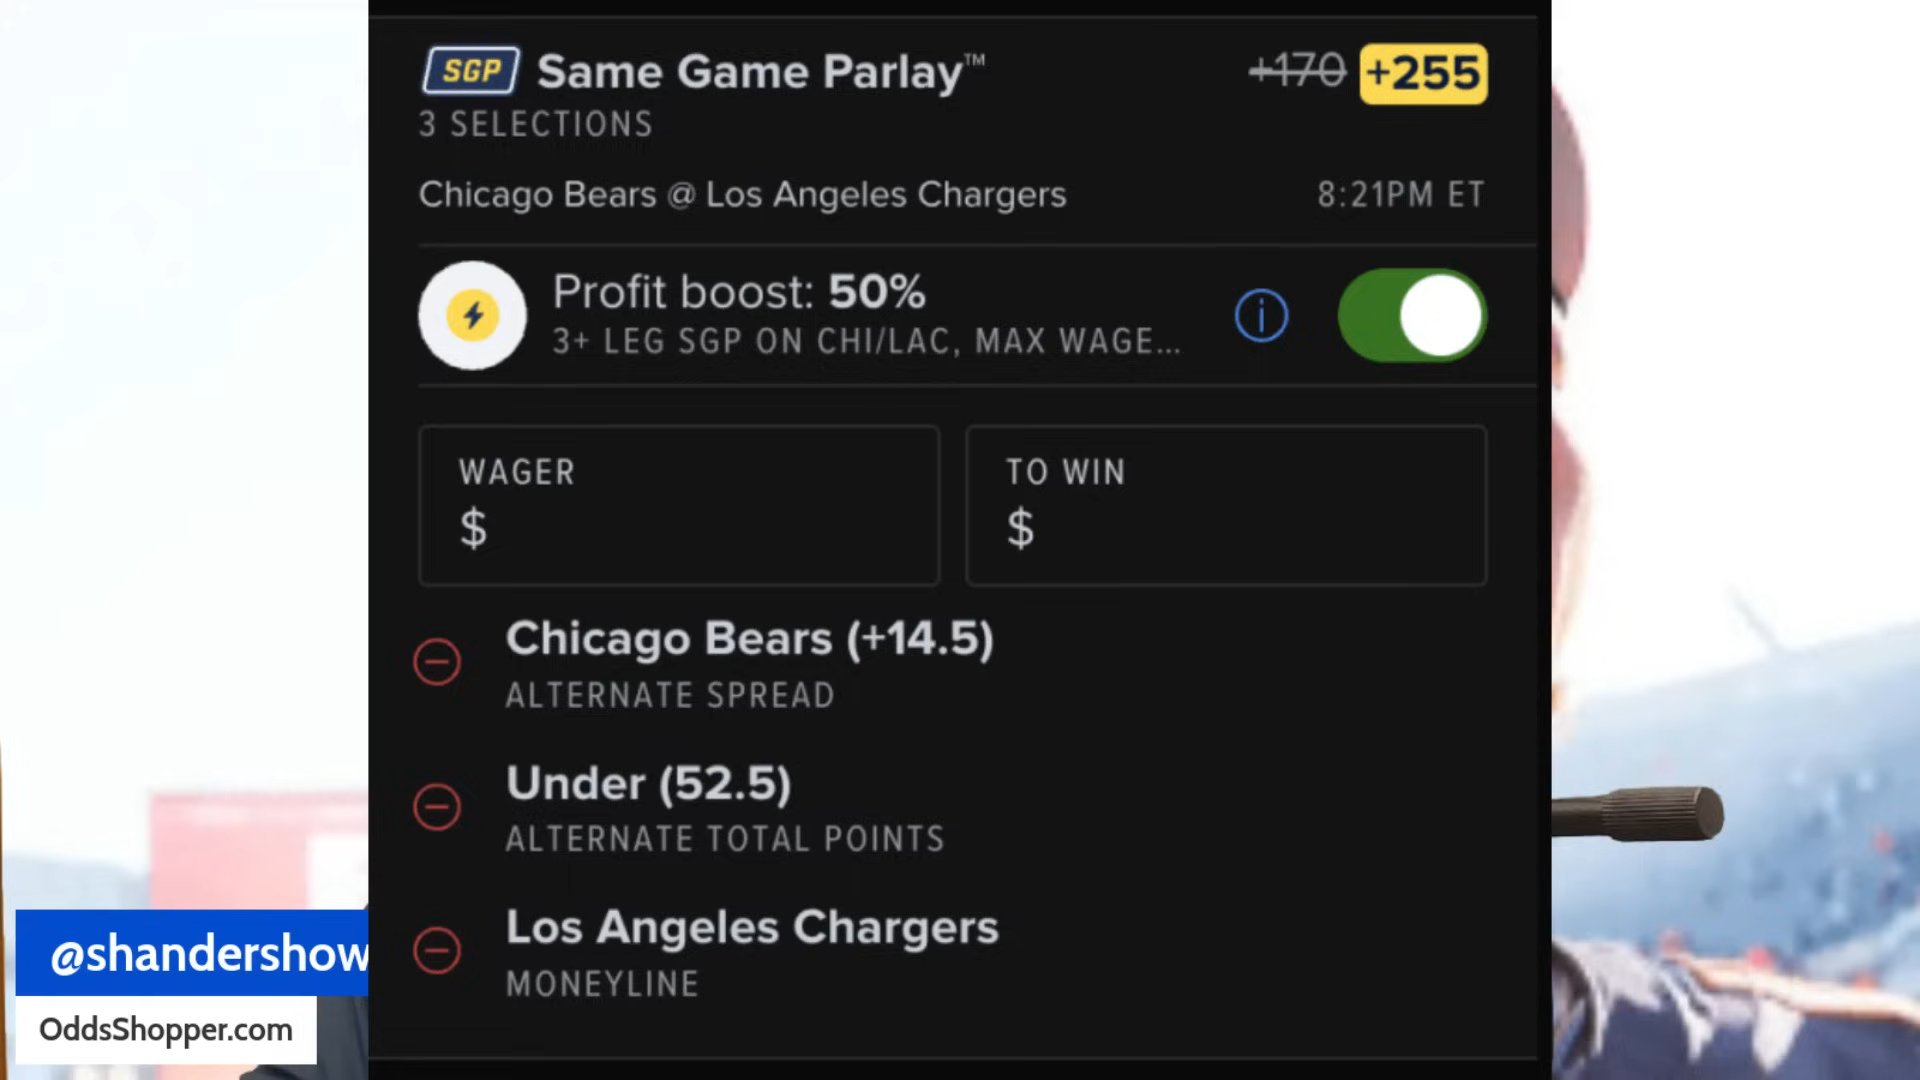 SGP Same Game Parlay™ +170 +255
3 SELECTIONS
Chicago Bears @ Los Angeles Chargers 8:21PM ET
Profit boost: 50%
3+ LEG SGP ON CHI/LAC, MAX WAGE...
WAGER TO WIN
$ $
Chicago Bears (+14.5)
ALTERNATE SPREAD
Under (52.5)
ALTERNATE TOTAL POINTS
Los Angeles Chargers
MONEYLINE
@shandershow
OddsShopper.com